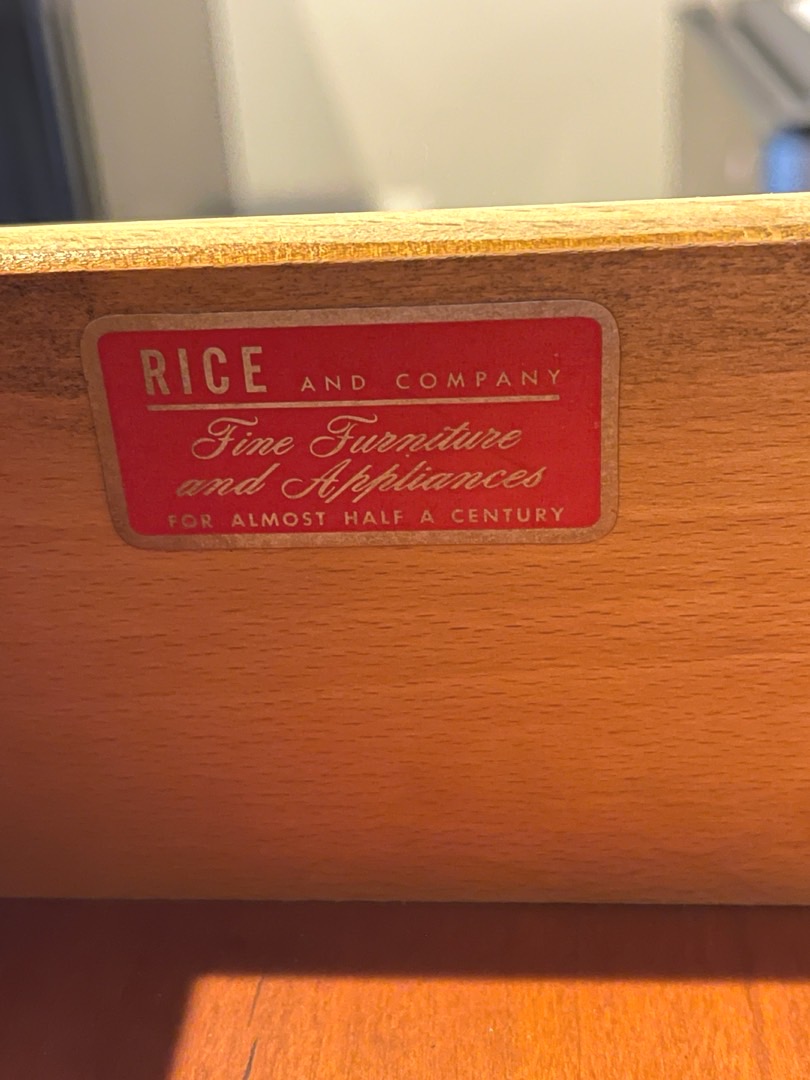 RICE AND COMPANY
Fine Furniture
and Appliances
FOR ALMOST HALF A CENTURY